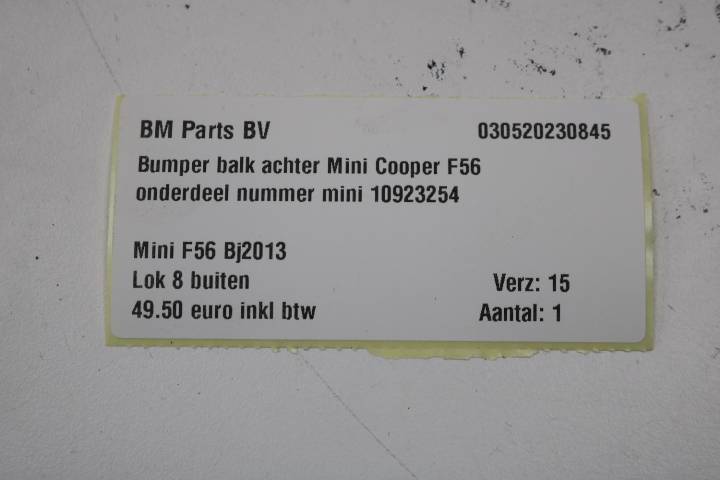 BM Parts BV 030520230845
Bumper balk achter Mini Cooper F56
onderdeel nummer mini 10923254
Mini F56 Bj2013
Lok 8 buiten Verz: 15
49.50 euro inkl btw Aantal: 1